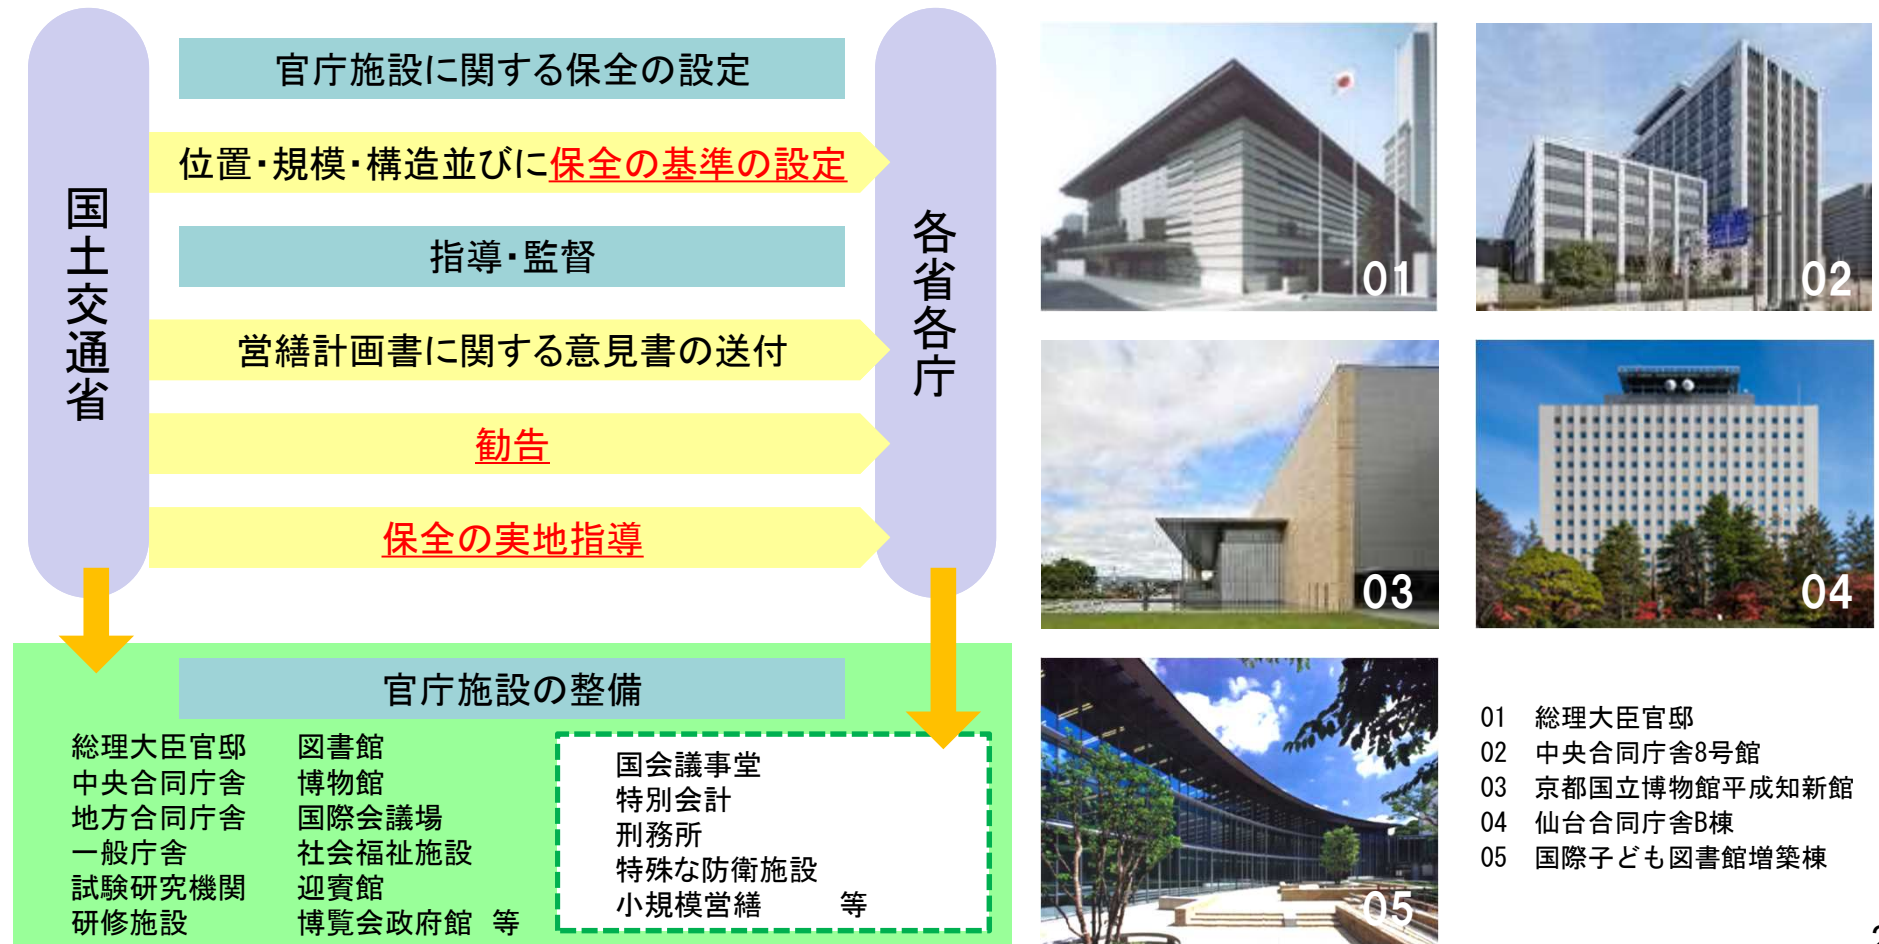 国土交通省
官庁施設に関する保全の設定
位置・規模・構造並びに保全の基準の設定
指導・監督
営繕計画書に関する意見書の送付
勧告
保全の実地指導
各省各庁
官庁施設の整備
総理大臣官邸
中央合同庁舎
地方合同庁舎
一般庁舎
試験研究機関
研修施設
図書館
博物館
国際会議場
社会福祉施設
迎賓館
博覧会政府館 等
国会議事堂
特別会計
刑務所
特殊な防衛施設
小規模営繕 等
01
02
03
04
05
01 総理大臣官邸
02 中央合同庁舎8号館
03 京都国立博物館平成知新館
04 仙台合同庁舎B棟
05 国際子ども図書館増築棟